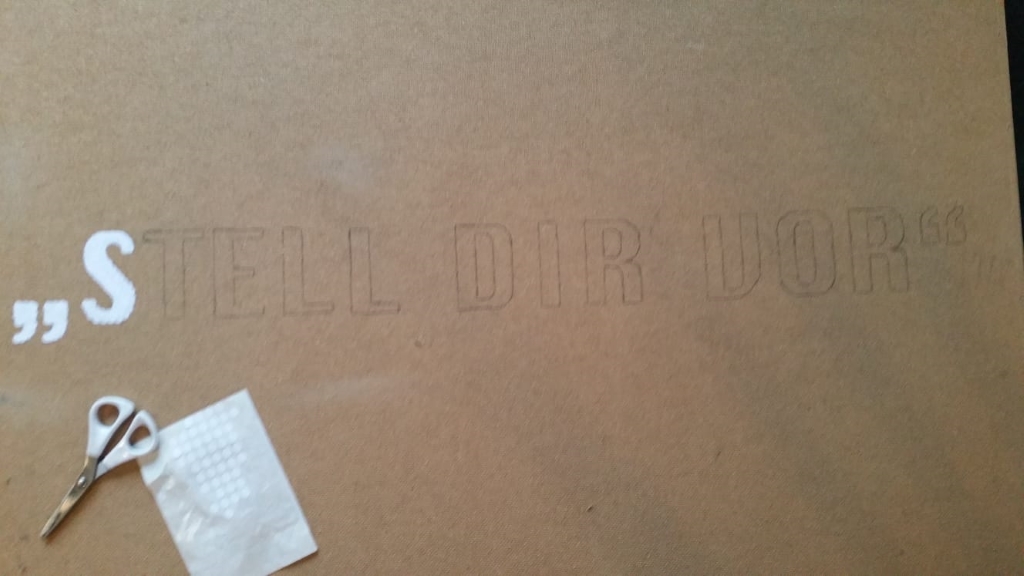 „STELL DIR VOR“